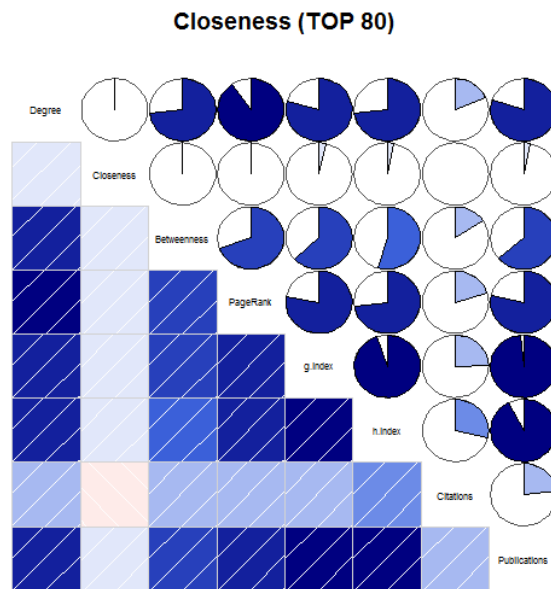 Closeness (TOP 80)
Degree
Closeness
Betweenness
PageRank
g.Index
h.Index
Citations
Publications